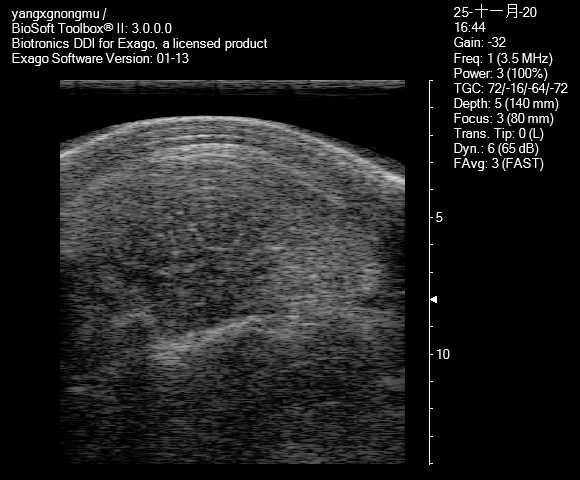 yangxgnongmu /
BioSoft Toolbox® II: 3.0.0.0
Biotronics DDI for Exago, a licensed product
Exago Software Version: 01-13
25-十一月-20
16:44
Gain: -32
Freq: 1 (3.5 MHz)
Power: 3 (100%)
TGC: 72/-16/-64/-72
Depth: 5 (140 mm)
Focus: 3 (80 mm)
Trans. Tip: 0 (L)
Dyn.: 6 (65 dB)
FAvg: 3 (FAST)
5
10